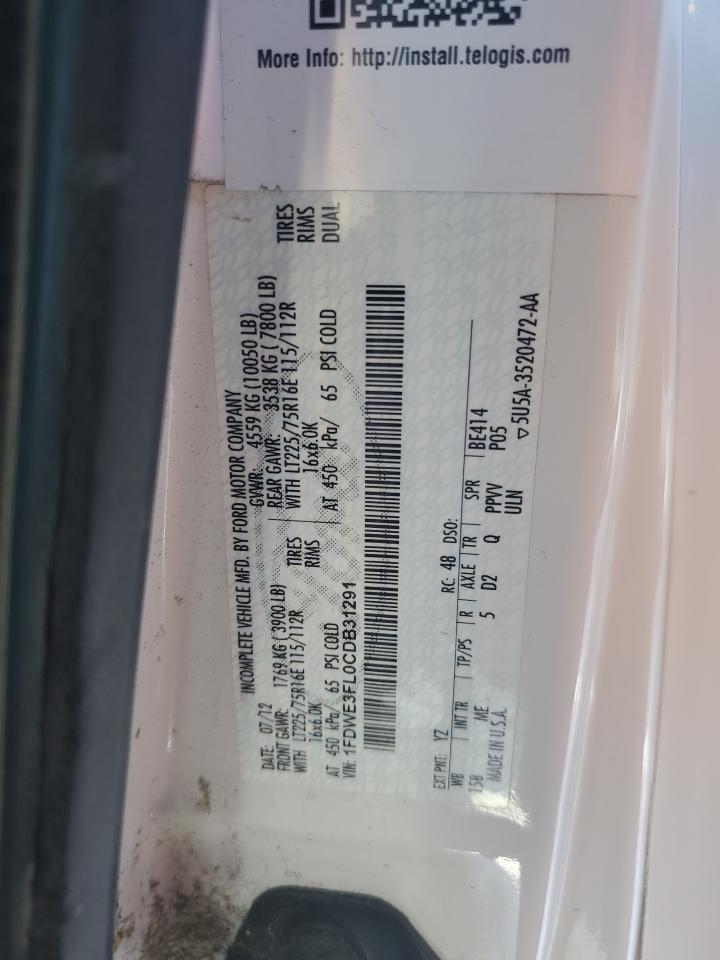 More Info: http://install.telogis.com
INCOMPLETE VEHICLE MFD. BY FORD MOTOR COMPANY
DATE: 07/12 GVWR: 4559 KG (10050 LB)
FRONT GAWR: 1769 KG ( 3900 LB) REAR GAWR: 3538 KG ( 7800 LB)
WITH LT225/75R16E 115/112R TIRES WITH LT225/75R16E 115/112R TIRES
16x6.0K RIMS 16x6.0K RIMS
AT 450 kPa/ 65 PSI COLD AT 450 kPa/ 65 PSI COLD DUAL
VIN: 1FDWE3FL0CDB31291
EXT PNT: YZ RC: 48 DSO:
WB INT TR TP/PS R AXLE TR SPR BE414
158 ME 5 D2 Q PPVV P05
MADE IN U.S.A. ULN
▽5U5A-3520472-AA